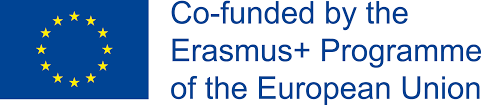 Co-funded by the
Erasmus+ Programme
of the European Union